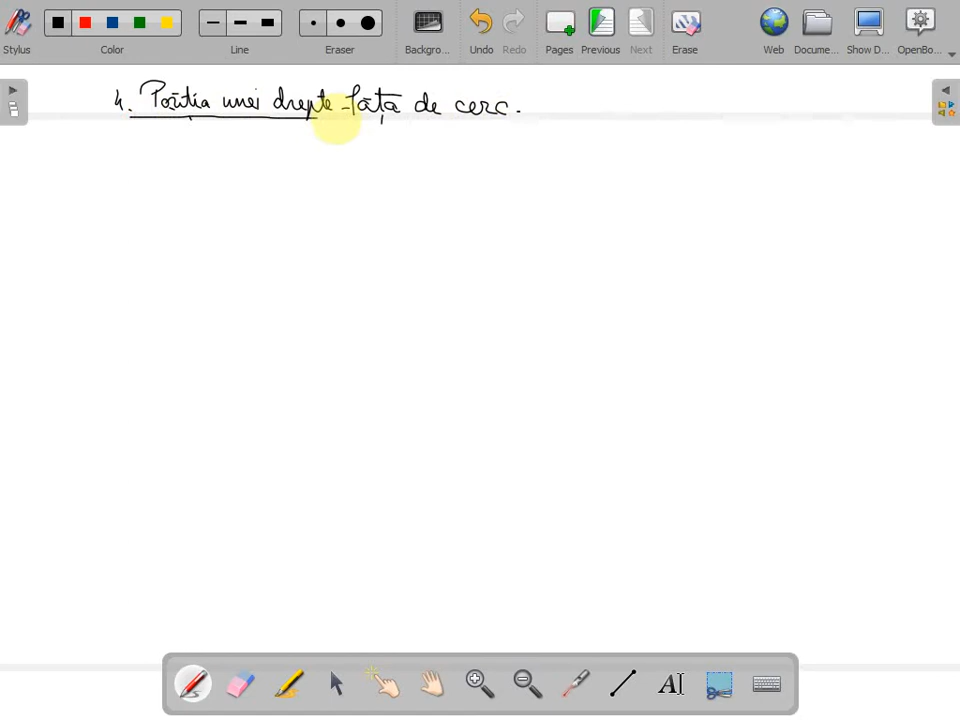 Stylus
Color
Line
Eraser
Backgro...
Undo
Redo
Pages
Previous
Next
Erase
Web
Docume...
Show D...
OpenBo...
4. Poziția unei drepte față de cerc.
A